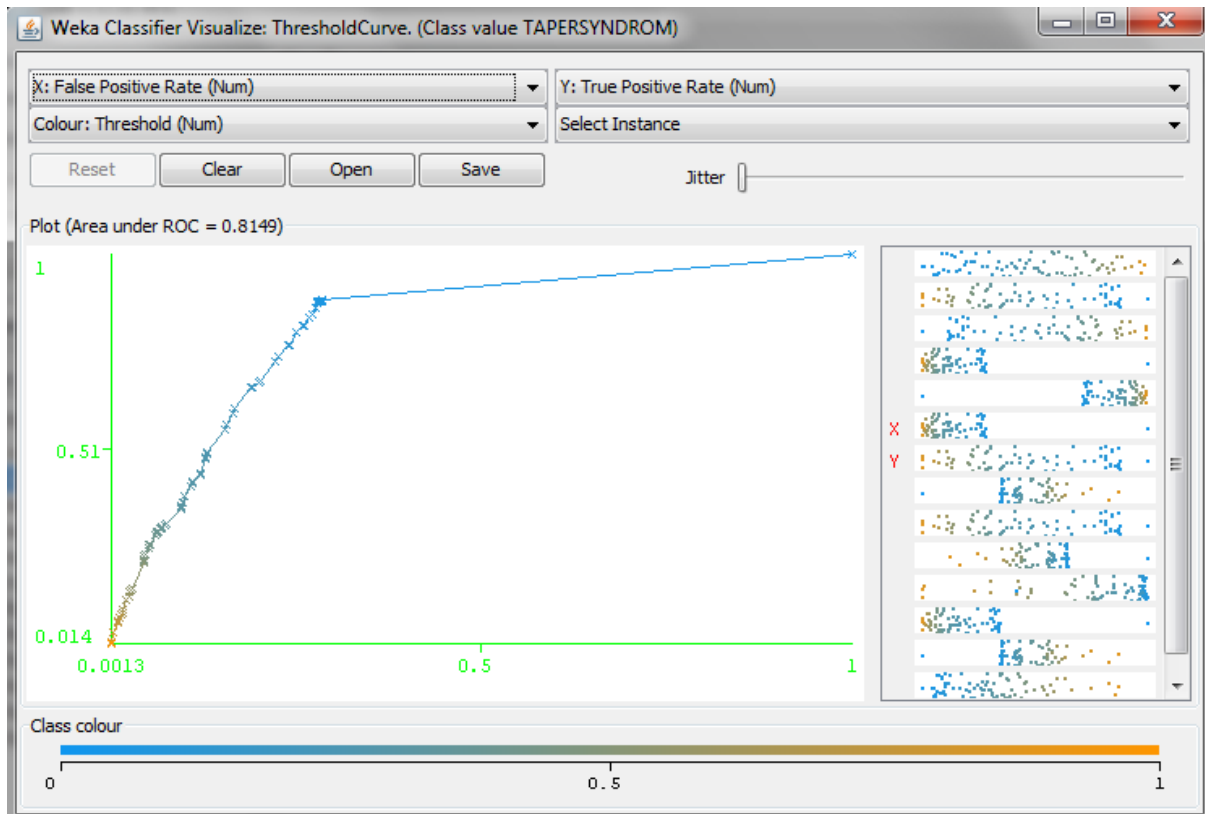 Weka Classifier Visualize: ThresholdCurve. (Class value TAPERSYNDROM)
X: False Positive Rate (Num)
Y: True Positive Rate (Num)
Colour: Threshold (Num)
Select Instance
Reset
Clear
Open
Save
Jitter
Plot (Area under ROC = 0.8149)
1
0.51
0.014
0.0013
0.5
1
X
Y
Class colour
0
0.5
1